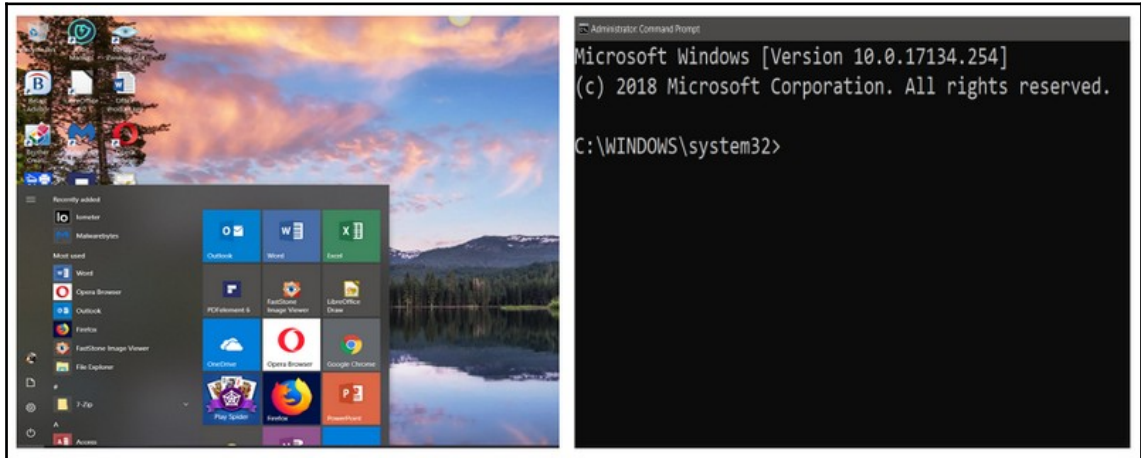 Recently added
Iometer
Malwarebytes
Most used
Word
Opera Browser
Outlook
Firefox
FastStone Image Viewer
File Explorer
#
7-Zip
A
Access
Outlook
Word
Excel
PDFelement 6
FastStone Image Viewer
LibreOffice Draw
OneDrive
Opera Browser
Google Chrome
Play Spider
Firefox
PowerPoint
Administrator: Command Prompt
Microsoft Windows [Version 10.0.17134.254]
(c) 2018 Microsoft Corporation. All rights reserved.
C:\WINDOWS\system32>